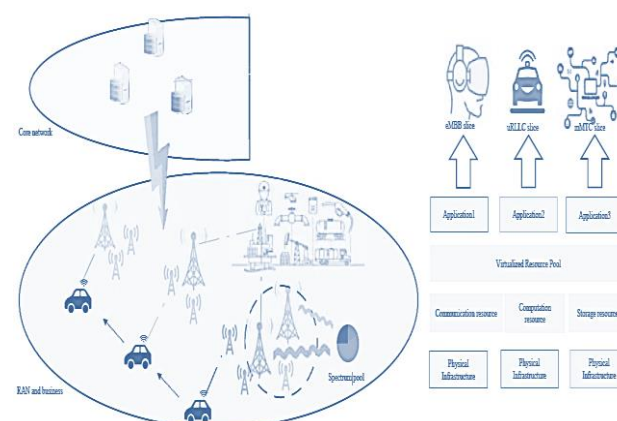 Core network
RAN and business
Spectrum pool
eMBB slice
uRLLC slice
mMTC slice
Application1
Application2
Application3
Virtualized Resource Pool
Communication resource
Computation
resource
Storage resource
Physical
Infrastructure
Physical
Infrastructure
Physical
Infrastructure